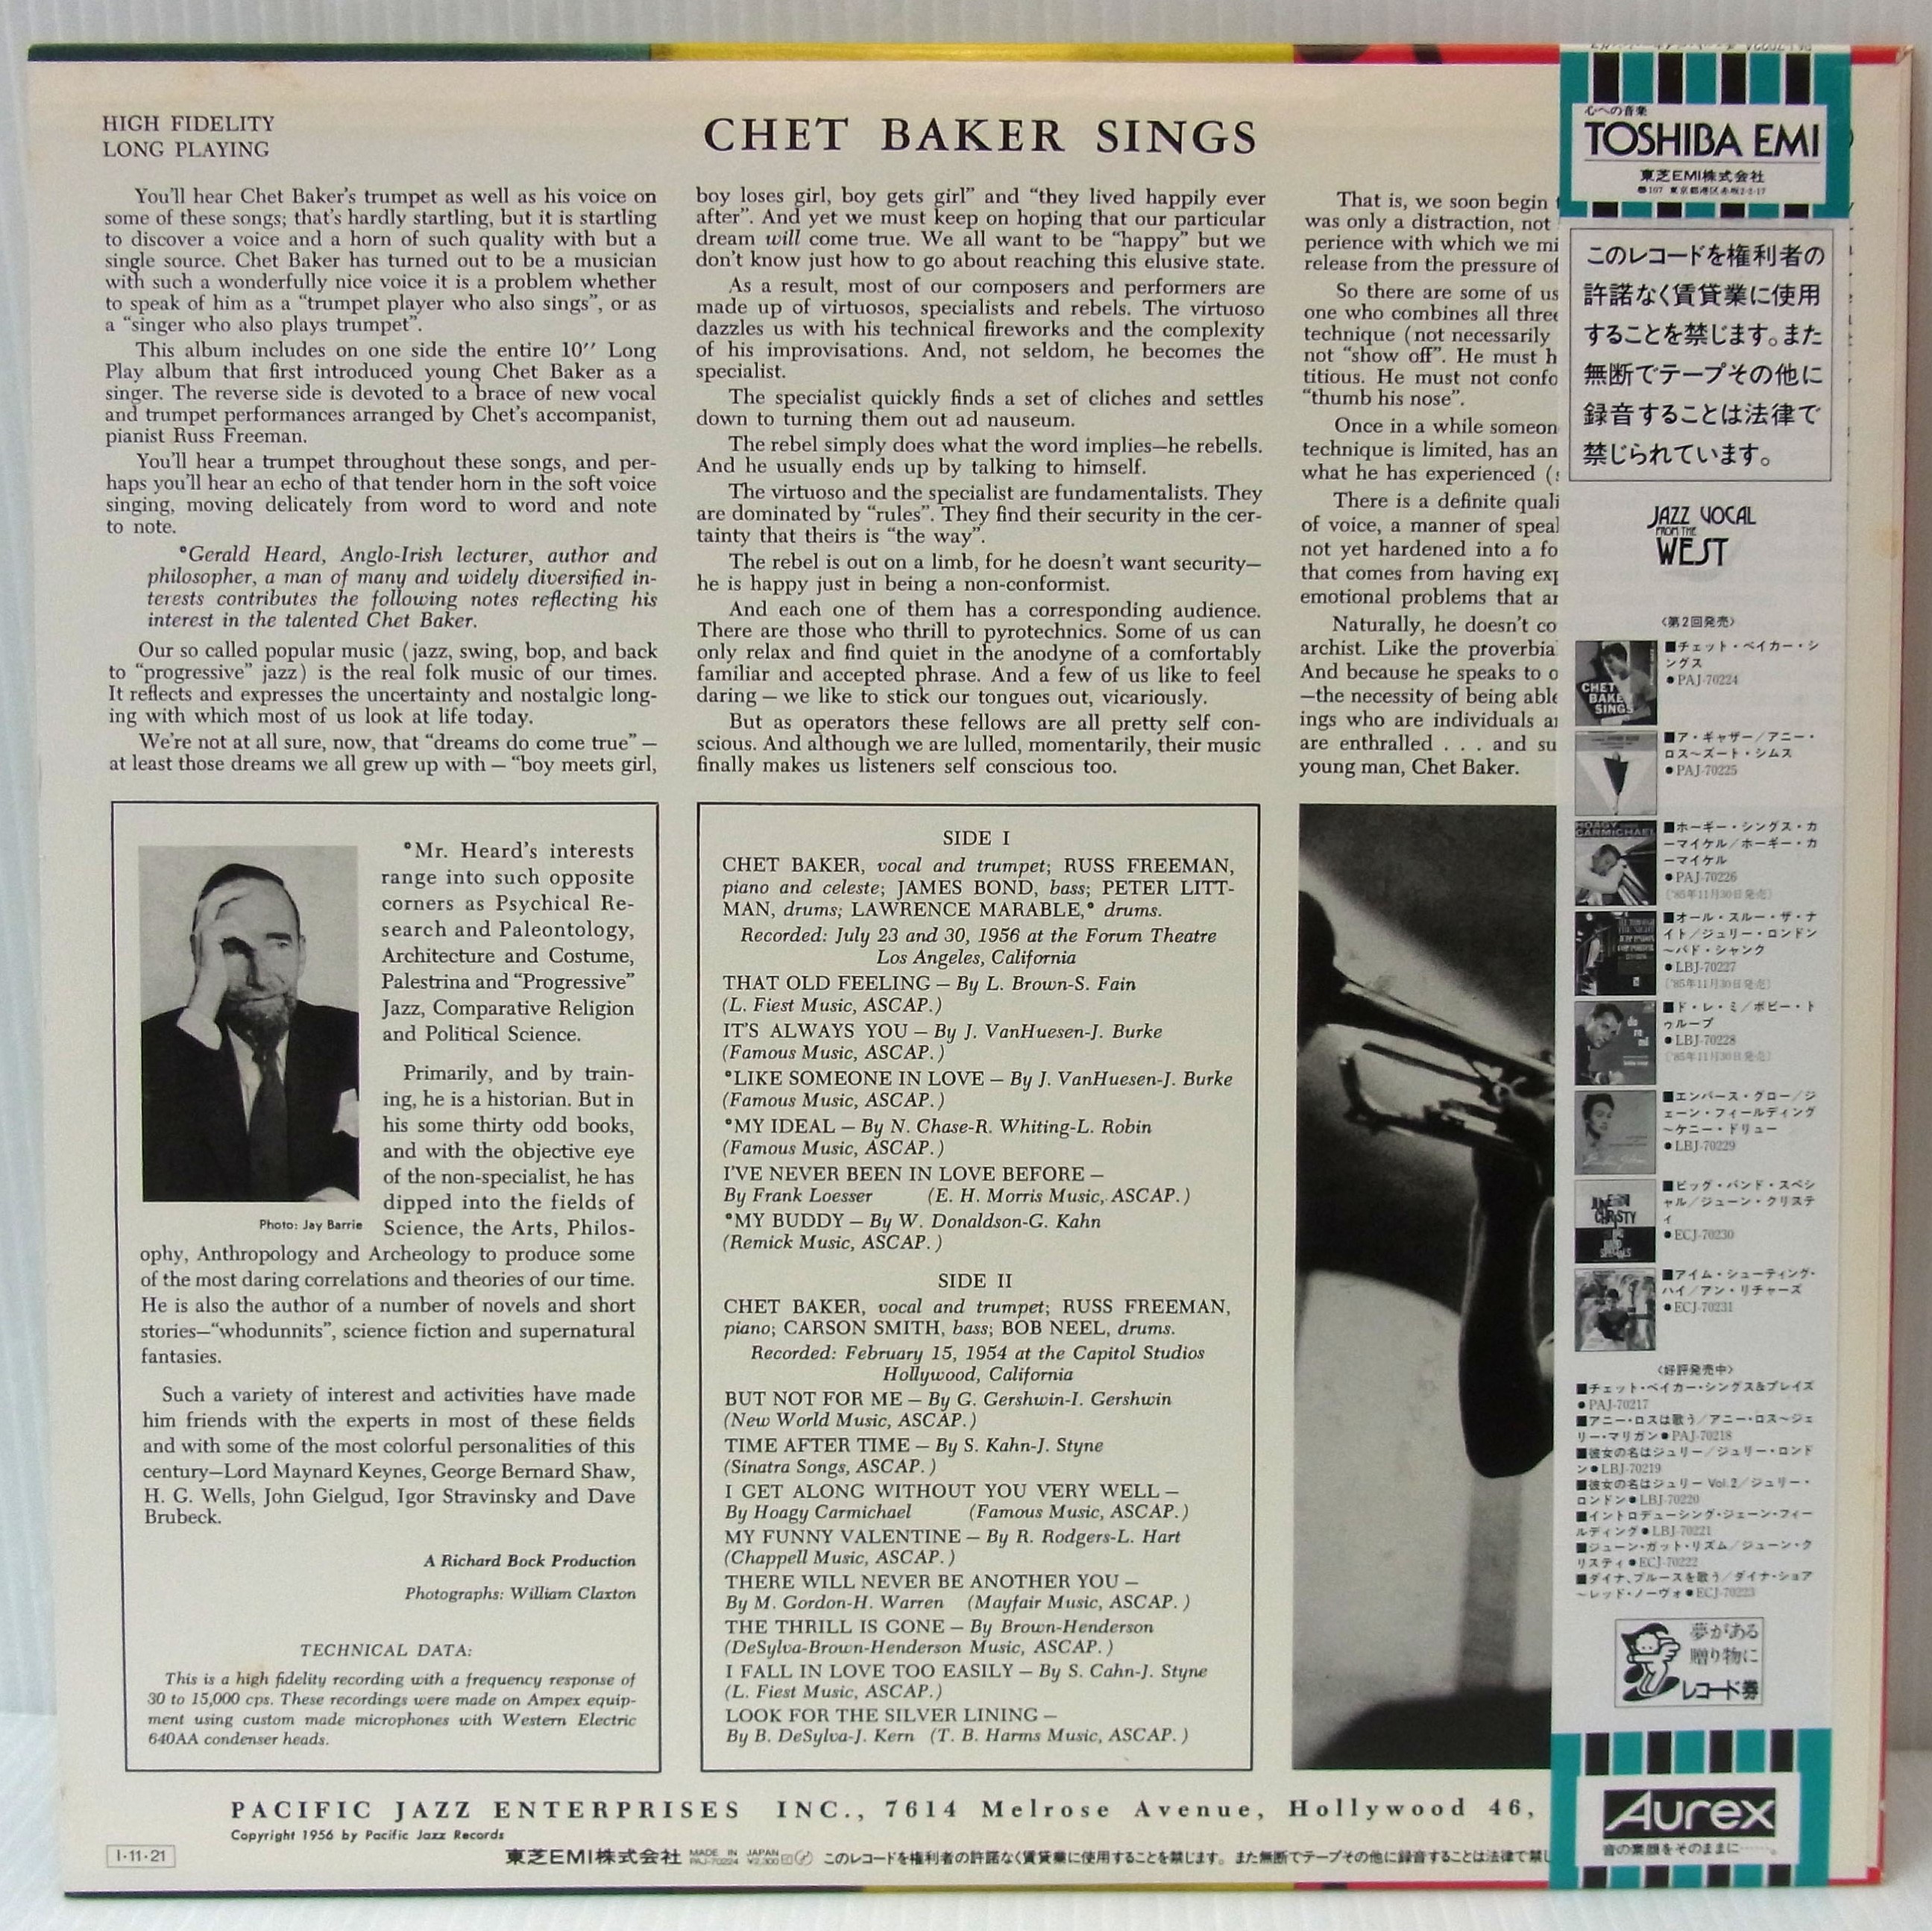 HIGH FIDELITY
LONG PLAYING
CHET BAKER SINGS
You'll hear Chet Baker's trumpet as well as his voice on
some of these songs; that's hardly startling, but it is startling
to discover a voice and a horn of such quality with but a
single source. Chet Baker has turned out to be a musician
with such a wonderfully nice voice it is a problem whether
to speak of him as a “trumpet player who also sings”, or as
a “singer who also plays trumpet”.
This album includes on one side the entire 10″ Long
Play album that first introduced young Chet Baker as a
singer. The reverse side is devoted to a brace of new vocal
and trumpet performances arranged by Chet's accompanist,
pianist Russ Freeman.
You'll hear a trumpet throughout these songs, and per-
haps you'll hear an echo of that tender horn in the soft voice
singing, moving delicately from word to word and note
to note.
*Gerald Heard, Anglo-Irish lecturer, author and
philosopher, a man of many and widely diversified in-
terests contributes the following notes reflecting his
interest in the talented Chet Baker.
Our so called popular music (jazz, swing, bop, and back
to “progressive” jazz) is the real folk music of our times.
It reflects and expresses the uncertainty and nostalgic long-
ing with which most of us look at life today.
We're not at all sure, now, that “dreams do come true” —
at least those dreams we all grew up with — “boy meets girl,
boy loses girl, boy gets girl” and “they lived happily ever
after”. And yet we must keep on hoping that our particular
dream will come true. We all want to be “happy” but we
don't know just how to go about reaching this elusive state.
As a result, most of our composers and performers are
made up of virtuosos, specialists and rebels. The virtuoso
dazzles us with his technical fireworks and the complexity
of his improvisations. And, not seldom, he becomes the
specialist.
The specialist quickly finds a set of cliches and settles
down to turning them out ad nauseum.
The rebel simply does what the word implies—he rebells.
And he usually ends up by talking to himself.
The virtuoso and the specialist are fundamentalists. They
are dominated by “rules”. They find their security in the cer-
tainty that theirs is “the way”.
The rebel is out on a limb, for he doesn't want security—
he is happy just in being a non-conformist.
And each one of them has a corresponding audience.
There are those who thrill to pyrotechnics. Some of us can
only relax and find quiet in the anodyne of a comfortably
familiar and accepted phrase. And a few of us like to feel
daring — we like to stick our tongues out, vicariously.
But as operators these fellows are all pretty self con-
scious. And although we are lulled, momentarily, their music
finally makes us listeners self conscious too.
That is, we soon begin
was only a distraction, not
perience with which we mi
release from the pressure of
So there are some of us
one who combines all three
technique (not necessarily
not “show off”. He must h
titious. He must not confo
“thumb his nose”.
Once in a while someon
technique is limited, has an
what he has experienced (
There is a definite quali
of voice, a manner of speal
not yet hardened into a fo
that comes from having exp
emotional problems that ar
Naturally, he doesn't co
archist. Like the proverbia
And because he speaks to o
—the necessity of being able
ings who are individuals a
are enthralled . . . and su
young man, Chet Baker.
*Mr. Heard's interests
range into such opposite
corners as Psychical Re-
search and Paleontology,
Architecture and Costume,
Palestrina and “Progressive”
Jazz, Comparative Religion
and Political Science.
Primarily, and by train-
ing, he is a historian. But in
his some thirty odd books,
and with the objective eye
of the non-specialist, he has
dipped into the fields of
Photo: Jay Barrie
Science, the Arts, Philos-
ophy, Anthropology and Archeology to produce some
of the most daring correlations and theories of our time.
He is also the author of a number of novels and short
stories—“whodunnits”, science fiction and supernatural
fantasies.
Such a variety of interest and activities have made
him friends with the experts in most of these fields
and with some of the most colorful personalities of this
century—Lord Maynard Keynes, George Bernard Shaw,
H. G. Wells, John Gielgud, Igor Stravinsky and Dave
Brubeck.
A Richard Bock Production
Photographs: William Claxton
TECHNICAL DATA:
This is a high fidelity recording with a frequency response of
30 to 15,000 cps. These recordings were made on Ampex equip-
ment using custom made microphones with Western Electric
640AA condenser heads.
SIDE I
CHET BAKER, vocal and trumpet; RUSS FREEMAN,
piano and celeste; JAMES BOND, bass; PETER LITT-
MAN, drums; LAWRENCE MARABLE,* drums.
Recorded: July 23 and 30, 1956 at the Forum Theatre
Los Angeles, California
THAT OLD FEELING — By L. Brown-S. Fain
(L. Fiest Music, ASCAP.)
IT'S ALWAYS YOU — By J. VanHuesen-J. Burke
(Famous Music, ASCAP.)
*LIKE SOMEONE IN LOVE — By J. VanHuesen-J. Burke
(Famous Music, ASCAP.)
*MY IDEAL — By N. Chase-R. Whiting-L. Robin
(Famous Music, ASCAP.)
I'VE NEVER BEEN IN LOVE BEFORE —
By Frank Loesser (E. H. Morris Music, ASCAP.)
*MY BUDDY — By W. Donaldson-G. Kahn
(Remick Music, ASCAP.)
SIDE II
CHET BAKER, vocal and trumpet; RUSS FREEMAN,
piano; CARSON SMITH, bass; BOB NEEL, drums.
Recorded: February 15, 1954 at the Capitol Studios
Hollywood, California
BUT NOT FOR ME — By G. Gershwin-I. Gershwin
(New World Music, ASCAP.)
TIME AFTER TIME — By S. Kahn-J. Styne
(Sinatra Songs, ASCAP.)
I GET ALONG WITHOUT YOU VERY WELL —
By Hoagy Carmichael (Famous Music, ASCAP.)
MY FUNNY VALENTINE — By R. Rodgers-L. Hart
(Chappell Music, ASCAP.)
THERE WILL NEVER BE ANOTHER YOU —
By M. Gordon-H. Warren (Mayfair Music, ASCAP.)
THE THRILL IS GONE — By Brown-Henderson
(DeSylva-Brown-Henderson Music, ASCAP.)
I FALL IN LOVE TOO EASILY — By S. Cahn-J. Styne
(L. Fiest Music, ASCAP.)
LOOK FOR THE SILVER LINING —
By B. DeSylva-J. Kern (T. B. Harms Music, ASCAP.)
PACIFIC JAZZ ENTERPRISES INC., 7614 Melrose Avenue, Hollywood 46,
Copyright 1956 by Pacific Jazz Records
I·11·21
東芝EMI株式会社 MADE IN JAPAN PAJ-70224 ¥2,300 このレコードを権利者の許諾なく賃貸業に使用することを禁じます。また無断でテープその他に録音することは法律で禁じ
心への音楽
TOSHIBA EMI
東芝EMI株式会社
〒107 東京都港区赤坂2-2-17
このレコードを権利者の
許諾なく賃貸業に使用
することを禁じます。また
無断でテープその他に
録音することは法律で
禁じられています。
JAZZ VOCAL
FROM THE
WEST
〈第2回発売〉
CHET
BAKER
SINGS
■チェット・ベイカー・シ
ングス
●PAJ-70224
■ア・ギャザー/アニー・
ロス〜ズート・シムス
●PAJ-70225
HOAGY
CARMICHAEL
■ホーギー・シングス・カ
ーマイケル/ホーギー・カ
ーマイケル
●PAJ-70226
['85年11月30日発売]
■オール・スルー・ザ・ナ
イト/ジュリー・ロンドン
〜バド・シャンク
●LBJ-70227
['85年11月30日発売]
do re mi
■ド・レ・ミ/ボビー・ト
ゥループ
●LBJ-70228
['85年11月30日発売]
■エンバース・グロー/ジ
ェーン・フィールディング
〜ケニー・ドリュー
●LBJ-70229
JUNE
CHRISTY
■ビッグ・バンド・スペシ
ャル/ジューン・クリステ
ィ
●ECJ-70230
■アイム・シューティング・
ハイ/アン・リチャーズ
●ECJ-70231
〈好評発売中〉
■チェット・ベイカー・シングス&プレイズ
●PAJ-70217
■アニー・ロスは歌う/アニー・ロス〜ジェ
リー・マリガン●PAJ-70218
■彼女の名はジュリー/ジュリー・ロンド
ン●LBJ-70219
■彼女の名はジュリー Vol.2/ジュリー・
ロンドン●LBJ-70220
■イントロデューシング・ジェーン・フィー
ルディング●LBJ-70221
■ジューン・ガット・リズム/ジューン・ク
リスティ●ECJ-70222
■ダイナ、ブルースを歌う/ダイナ・ショア
〜レッド・ノーヴォ●ECJ-70223
夢がある
贈り物に
レコード券
Aurex
音の素顔をそのままに……。